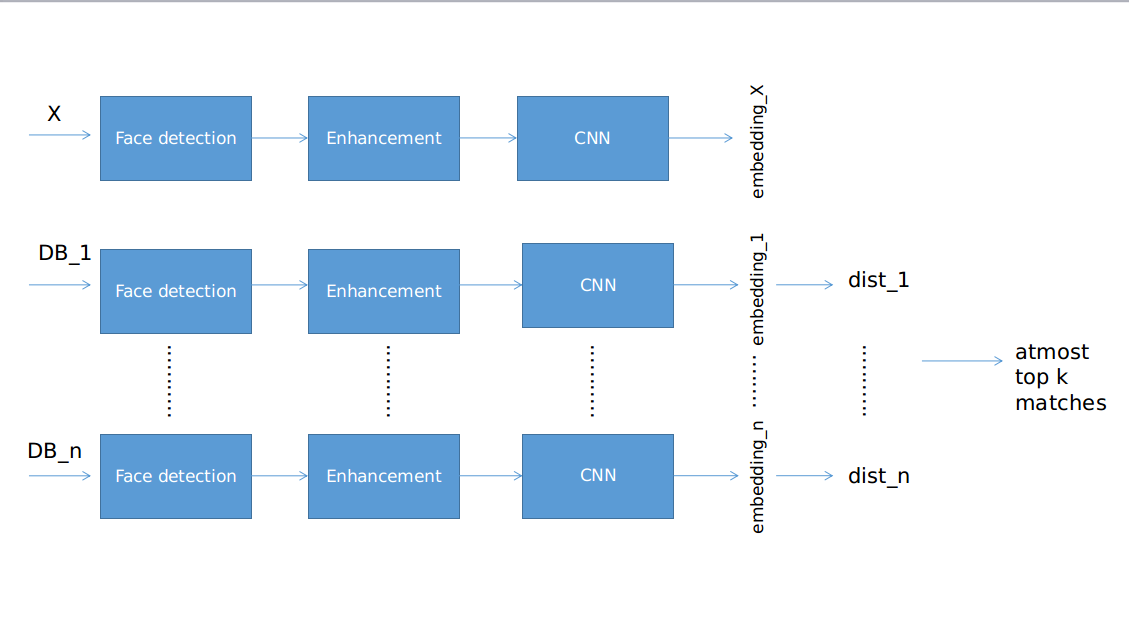 X
Face detection
Enhancement
CNN
embedding_X
DB_1
Face detection
Enhancement
CNN
embedding_1
dist_1
atmost
top k
matches
DB_n
Face detection
Enhancement
CNN
embedding_n
dist_n